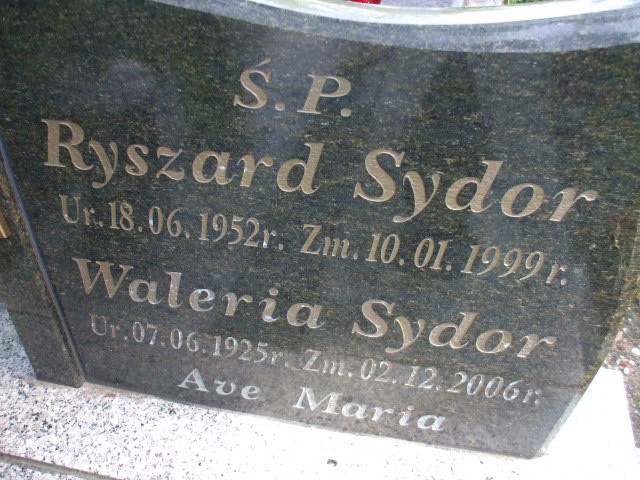 Ś.P.
Ryszard Sydor
Ur.18.06.1952r. Zm.10.01.1999r.
Waleria Sydor
Ur.07.06.1925r. Zm.02.12.2006r.
Ave Maria